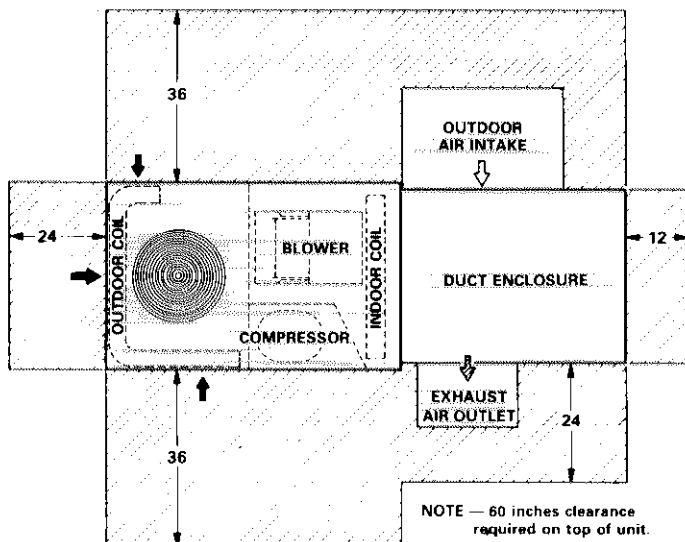 36
OUTDOOR
AIR INTAKE
24
OUTDOOR COIL
BLOWER
INDOOR COIL
COMPRESSOR
DUCT ENCLOSURE
12
EXHAUST
AIR OUTLET
24
36
NOTE — 60 inches clearance
required on top of unit.